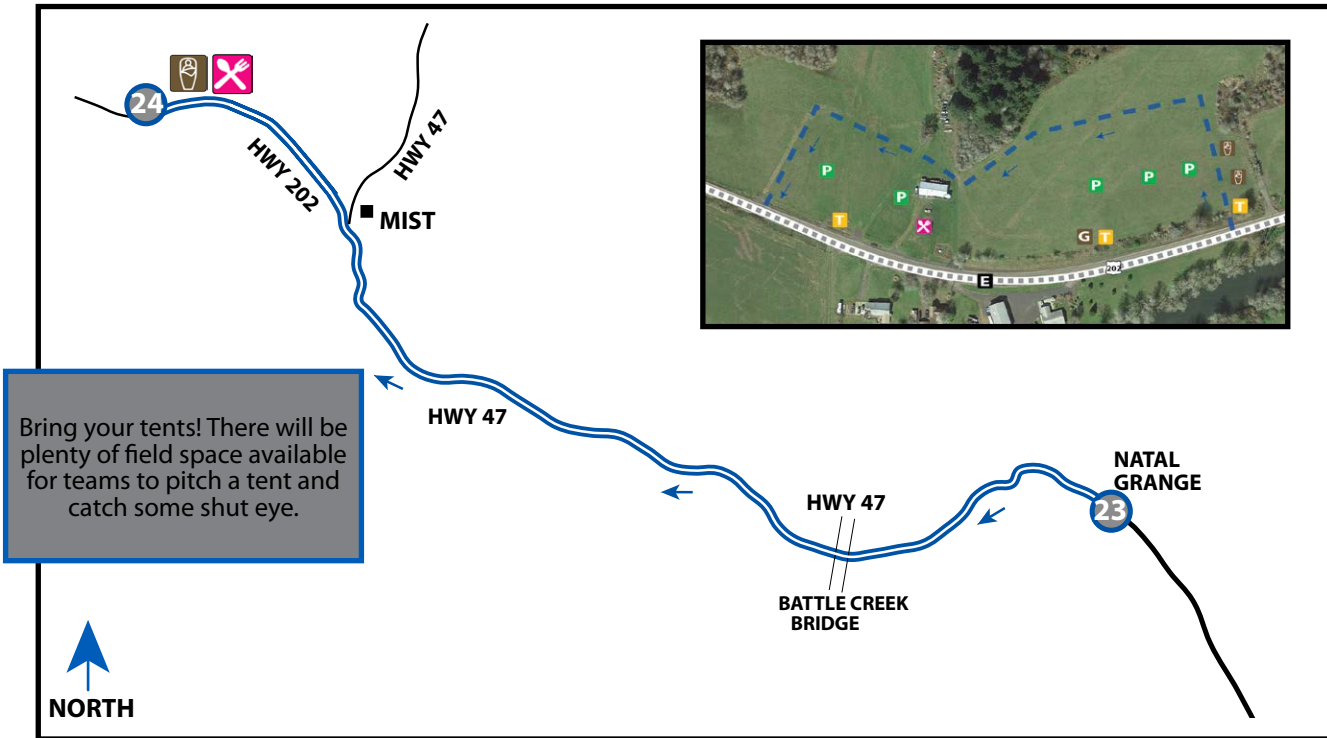 24
HWY 202
HWY 47
MIST
P
P
P
P
P
T
T
G T
E
202
Bring your tents! There will be
plenty of field space available
for teams to pitch a tent and
catch some shut eye.
HWY 47
HWY 47
NATAL
GRANGE
23
BATTLE CREEK
BRIDGE
NORTH